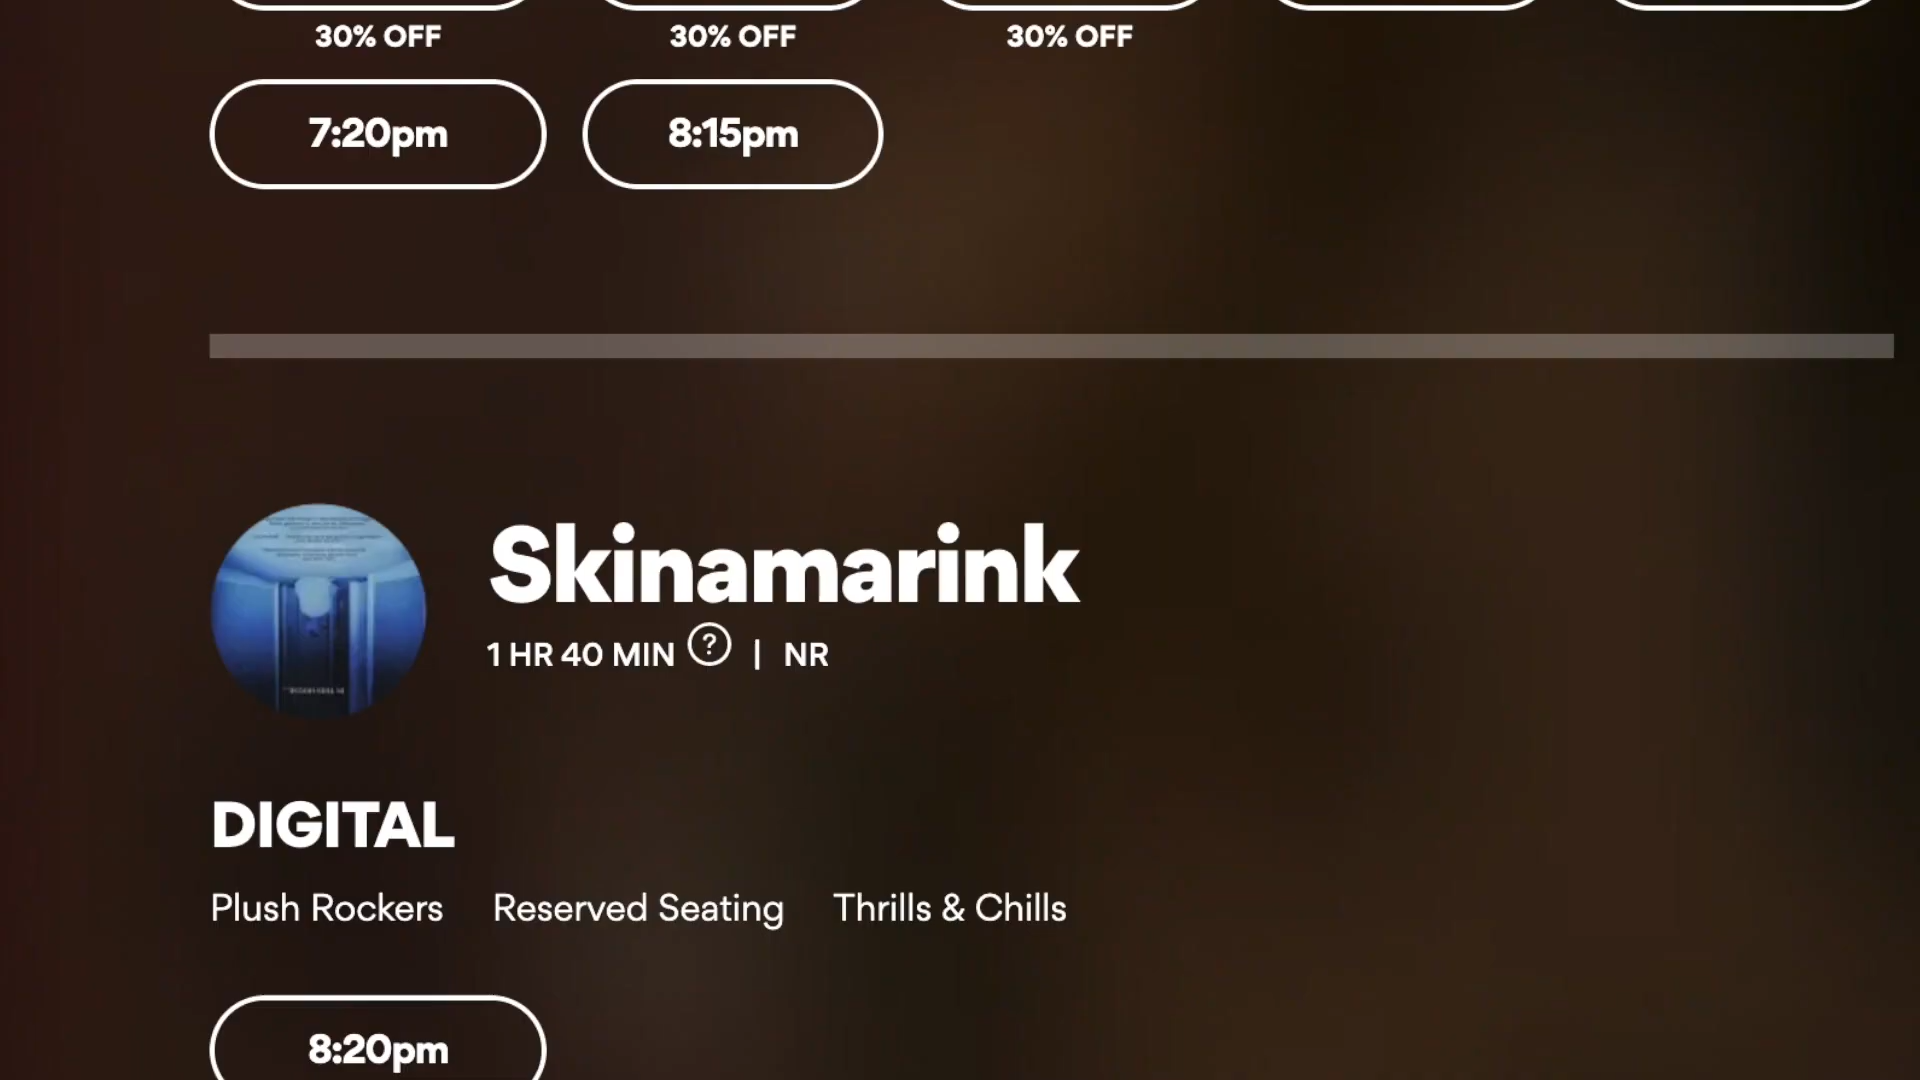 30% OFF 30% OFF 30% OFF
7:20pm 8:15pm
Skinamarink
1 HR 40 MIN ? | NR
DIGITAL
Plush Rockers Reserved Seating Thrills & Chills
8:20pm